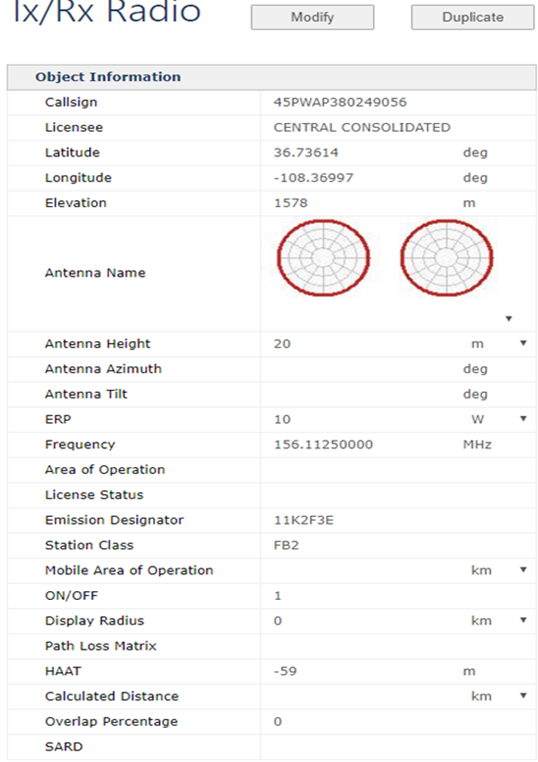 Tx/Rx Radio Modify Duplicate
Object Information
Callsign 45PWAP380249056
Licensee CENTRAL CONSOLIDATED
Latitude 36.73614 deg
Longitude -108.36997 deg
Elevation 1578 m
Antenna Name
Antenna Height 20 m
Antenna Azimuth deg
Antenna Tilt deg
ERP 10 W
Frequency 156.11250000 MHz
Area of Operation
License Status
Emission Designator 11K2F3E
Station Class FB2
Mobile Area of Operation km
ON/OFF 1
Display Radius 0 km
Path Loss Matrix
HAAT -59 m
Calculated Distance km
Overlap Percentage 0
SARD